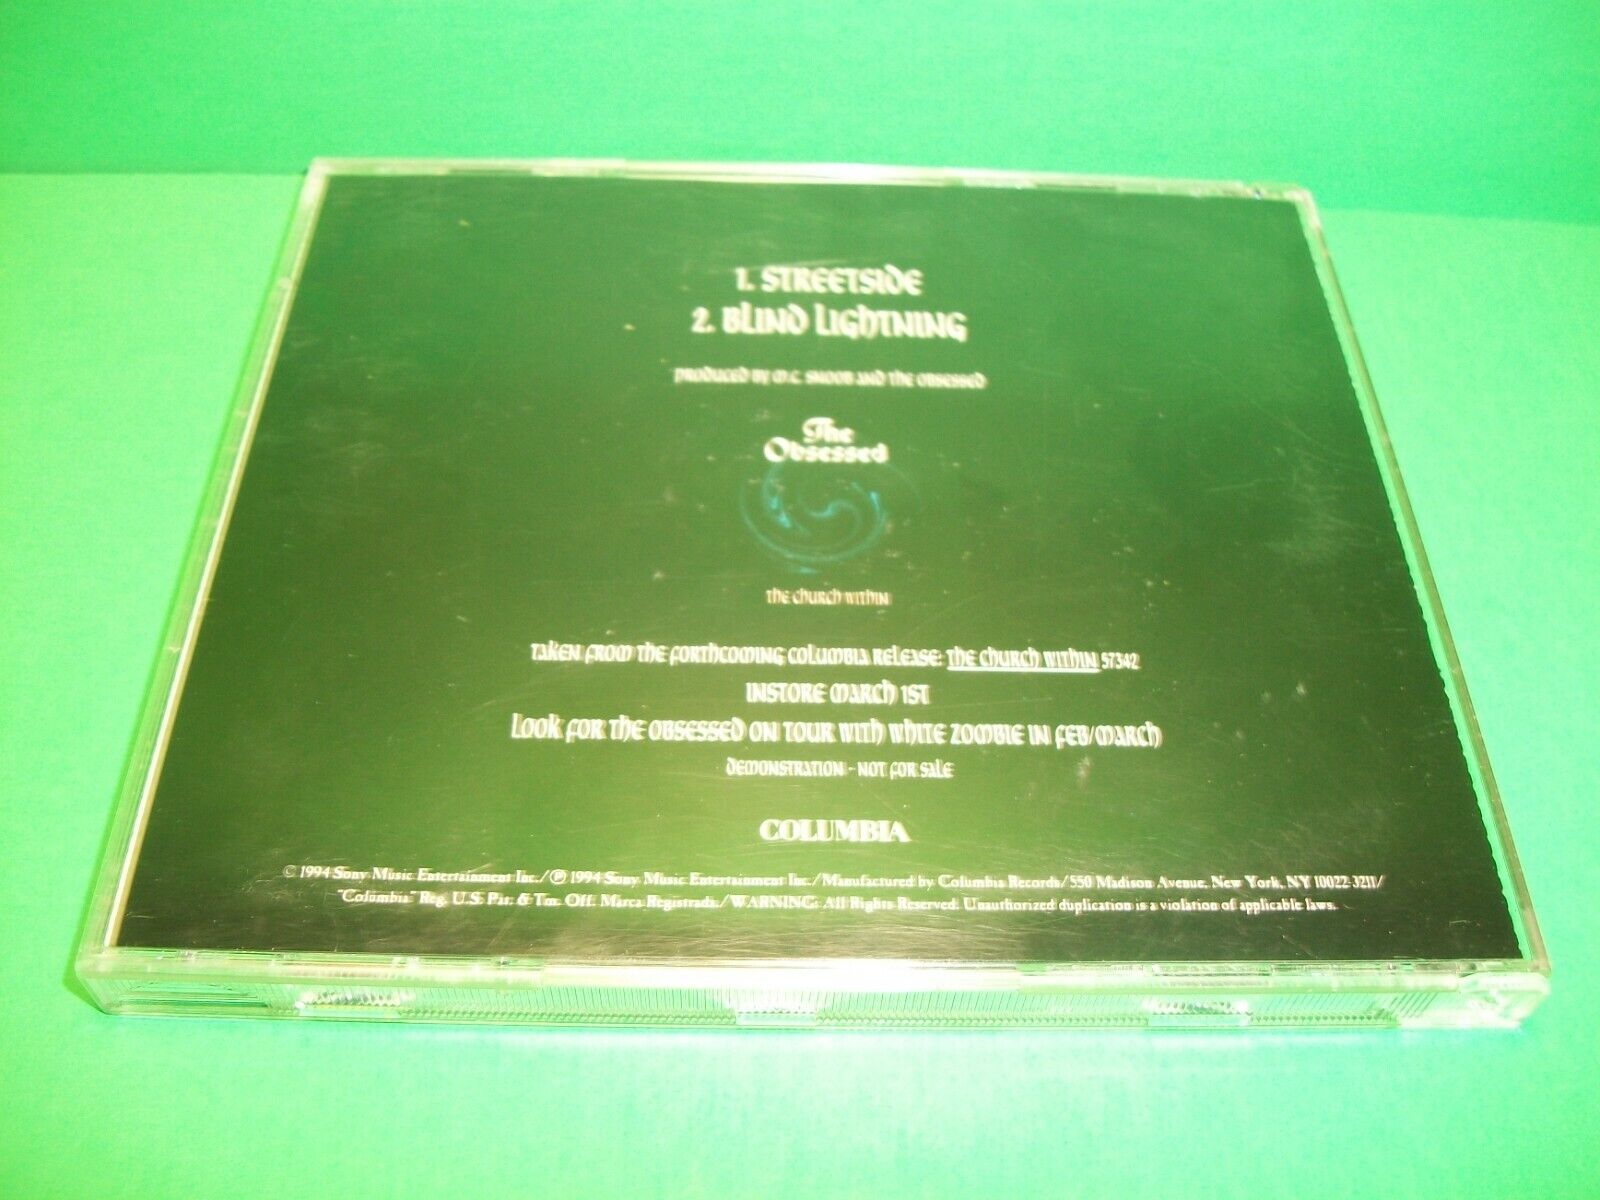 1. STREETSIDE
2. BLIND LIGHTNING
PRODUCED BY M.C. SNOOB AND THE OBSESSED
The
Obsessed
THE CHURCH WITHIN
TAKEN FROM THE FORTHCOMING COLUMBIA RELEASE: THE CHURCH WITHIN 57342
INSTORE MARCH 1ST
LOOK FOR THE OBSESSED ON TOUR WITH WHITE ZOMBIE IN FEB/MARCH
DEMONSTRATION - NOT FOR SALE
COLUMBIA
© 1994 Sony Music Entertainment Inc./℗ 1994 Sony Music Entertainment Inc./Manufactured by Columbia Records/550 Madison Avenue, New York, NY 10022-3211/
"Columbia" Reg. U.S. Pat. & Tm. Off. Marca Registrada./WARNING: All Rights Reserved. Unauthorized duplication is a violation of applicable laws.